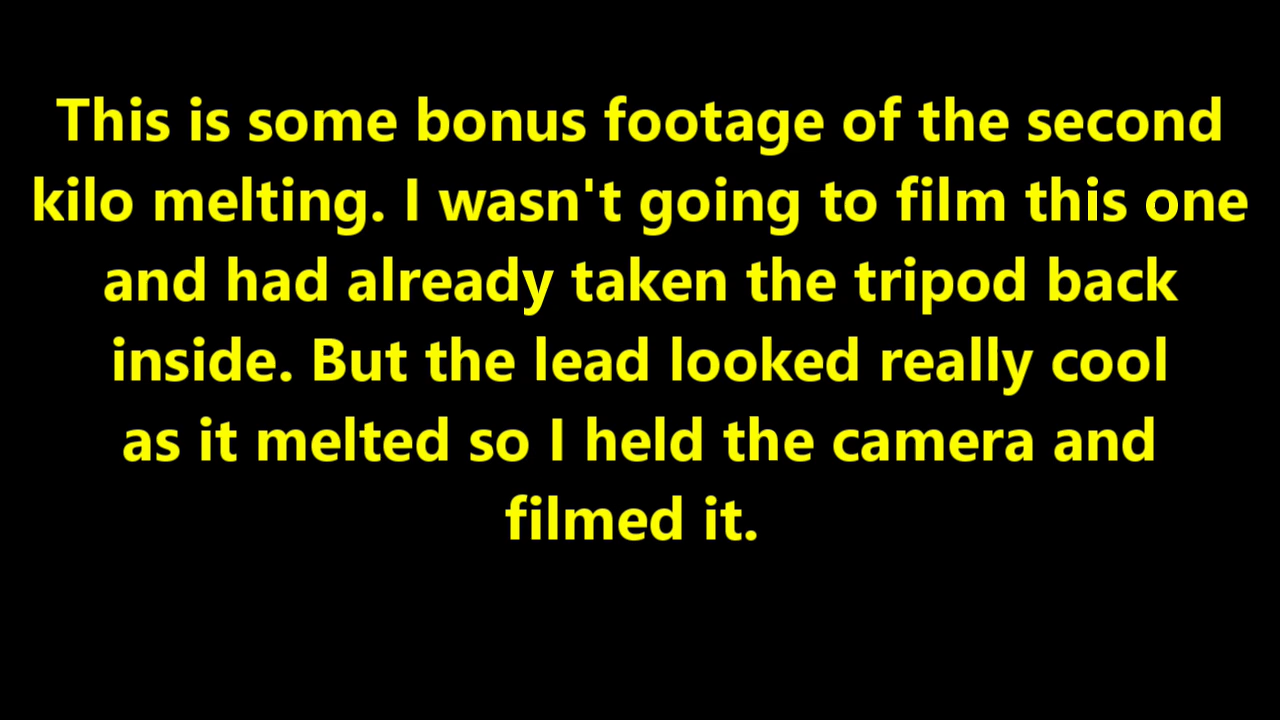 This is some bonus footage of the second
kilo melting. I wasn't going to film this one
and had already taken the tripod back
inside. But the lead looked really cool
as it melted so I held the camera and
filmed it.